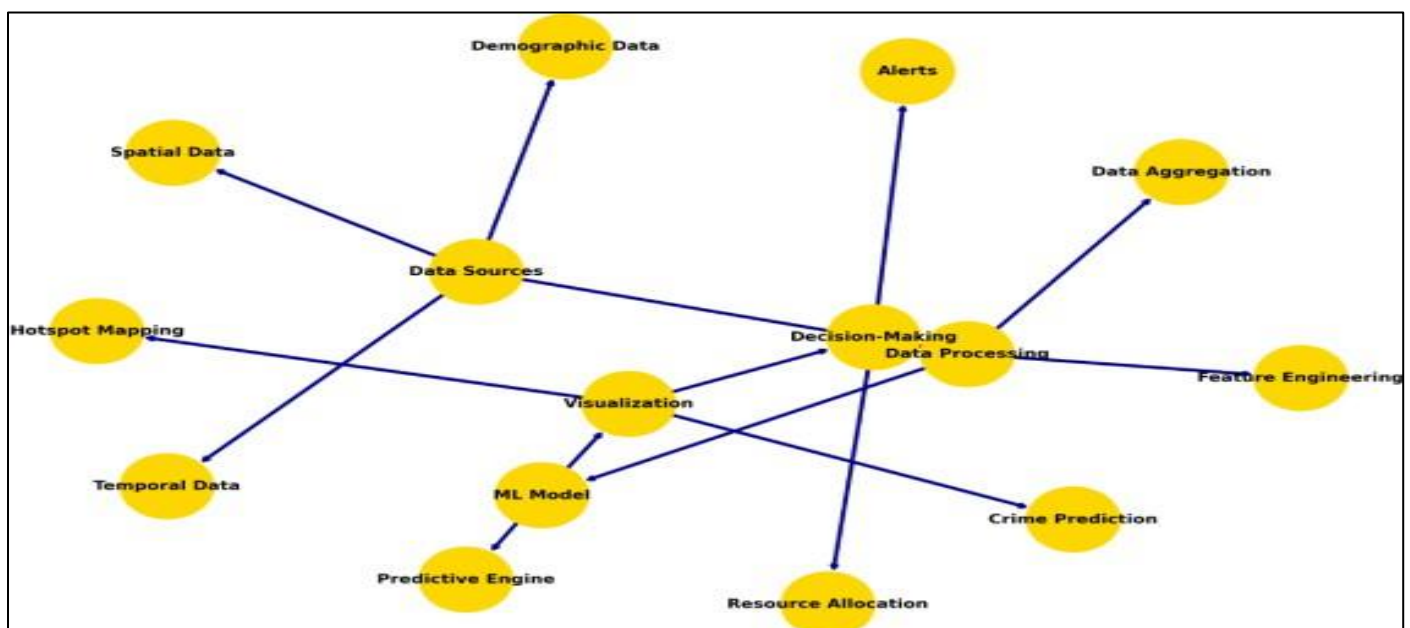 Demographic Data
Alerts
Spatial Data
Data Aggregation
Data Sources
Hotspot Mapping
Decision-Making
Data Processing
Feature Engineering
Visualization
Temporal Data
ML Model
Crime Prediction
Predictive Engine
Resource Allocation